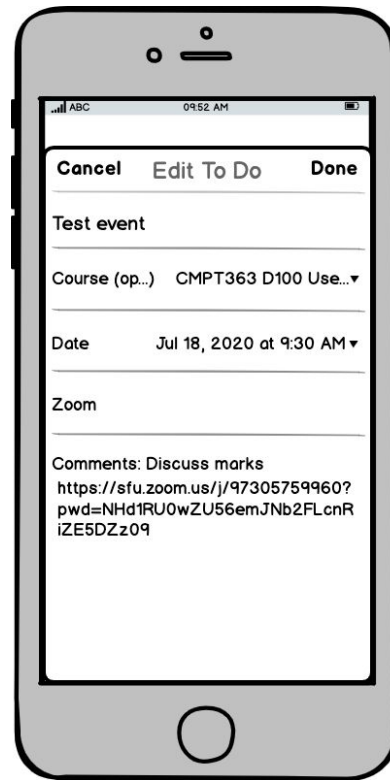 ABC 09:52 AM
Cancel Edit To Do Done
Test event
Course (op...) CMPT363 D100 Use...▾
Date Jul 18, 2020 at 9:30 AM ▾
Zoom
Comments: Discuss marks
https://sfu.zoom.us/j/97305759960?
pwd=NHd1RU0wZU56emJNb2FLcnR
iZE5DZz09